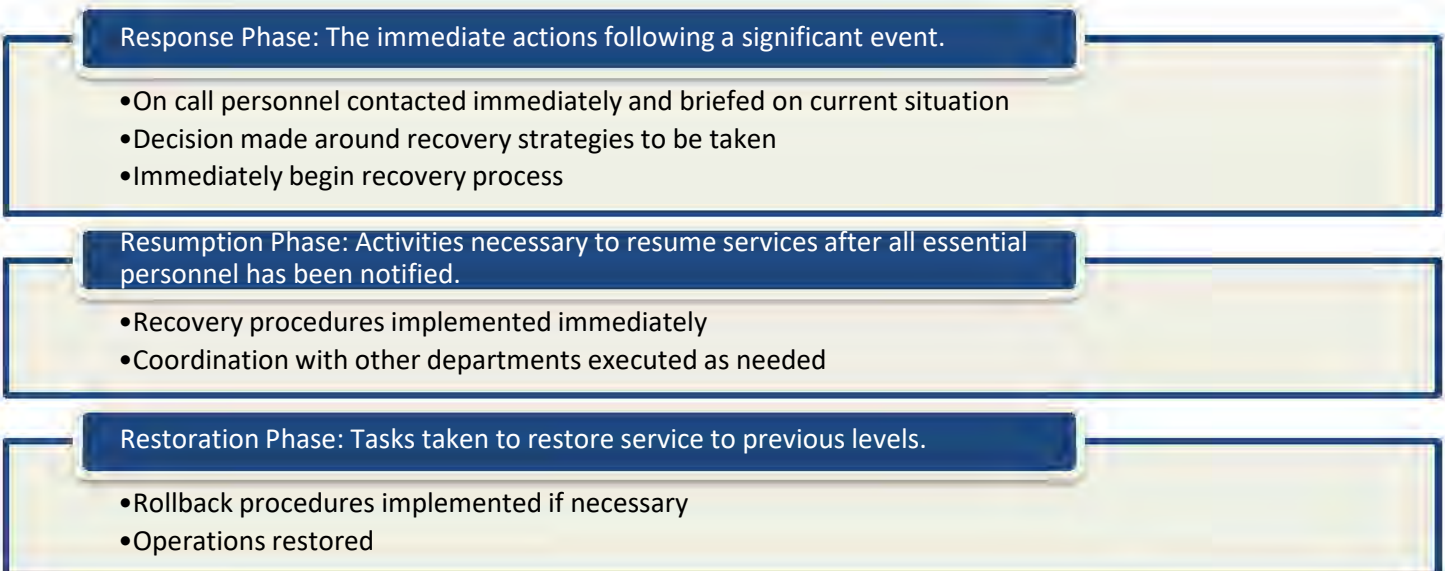 Response Phase: The immediate actions following a significant event.
•On call personnel contacted immediately and briefed on current situation
•Decision made around recovery strategies to be taken
•Immediately begin recovery process
Resumption Phase: Activities necessary to resume services after all essential
personnel has been notified.
•Recovery procedures implemented immediately
•Coordination with other departments executed as needed
Restoration Phase: Tasks taken to restore service to previous levels.
•Rollback procedures implemented if necessary
•Operations restored